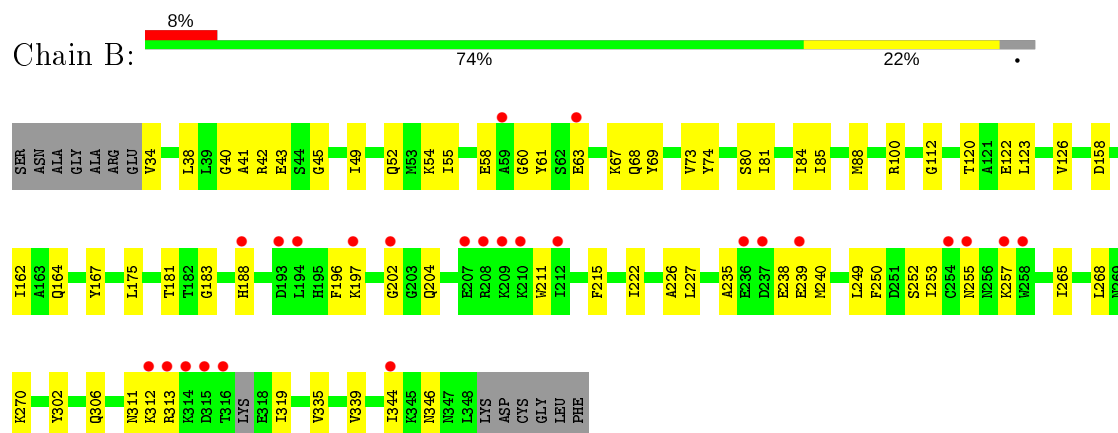 8%
Chain B:
74%
22%
•
SER ASN ALA GLY ALA ARG GLU V34 L38 L39 G40 A41 R42 E43 S44 G45 I49 Q52 M53 K54 I55 E58 A59 G60 Y61 S62 E63 K67 Q68 Y69 V73 Y74 S80 I81 I84 I85 M88 R100 G112 T120 A121 E122 L123 V126 D158
I162 A163 Q164 Y167 L175 T181 T182 G183 H188 D193 L194 H195 F196 K197 G202 G203 Q204 E207 R208 K209 K210 W211 I212 F215 I222 A226 L227 A235 E236 D237 E238 E239 M240 L249 F250 D251 S252 I253 C254 N255 N256 K257 W258 I265 L268 N269
K270 Y302 Q306 N311 K312 R313 K314 D315 T316 LYS E318 I319 V335 V339 I344 K345 N346 N347 L348 LYS ASP CYS GLY LEU PHE